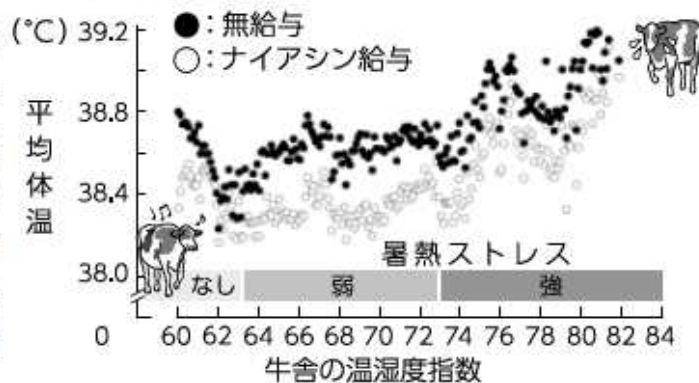 (℃)
39.2
38.8
38.4
38.0
0
平均体温
●：無給与
○：ナイアシン給与
暑熱ストレス
なし 弱 強
60 62 64 66 68 70 72 74 76 78 80 82 84
牛舎の温湿度指数